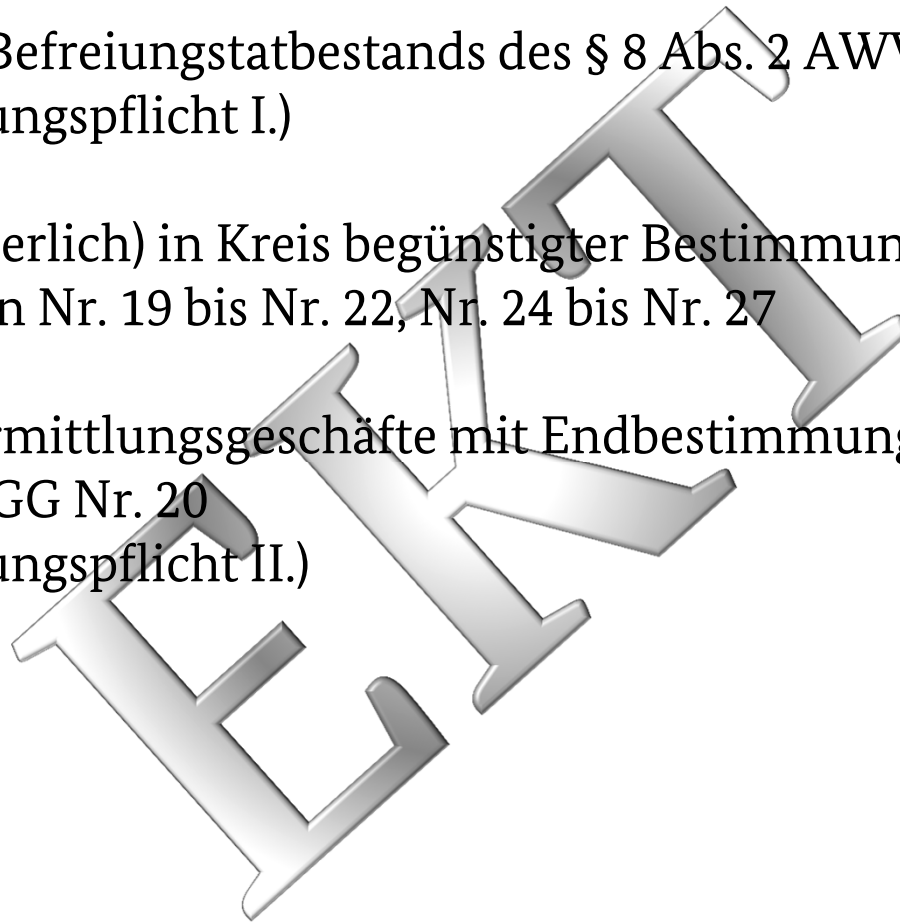 Befreiungstatbestands des § 8 Abs. 2 AWV
ungspflicht I.)
erlich) in Kreis begünstigter Bestimmun
n Nr. 19 bis Nr. 22, Nr. 24 bis Nr. 27
rmittlungsgeschäfte mit Endbestimmung
GG Nr. 20
ungspflicht II.)
EKT